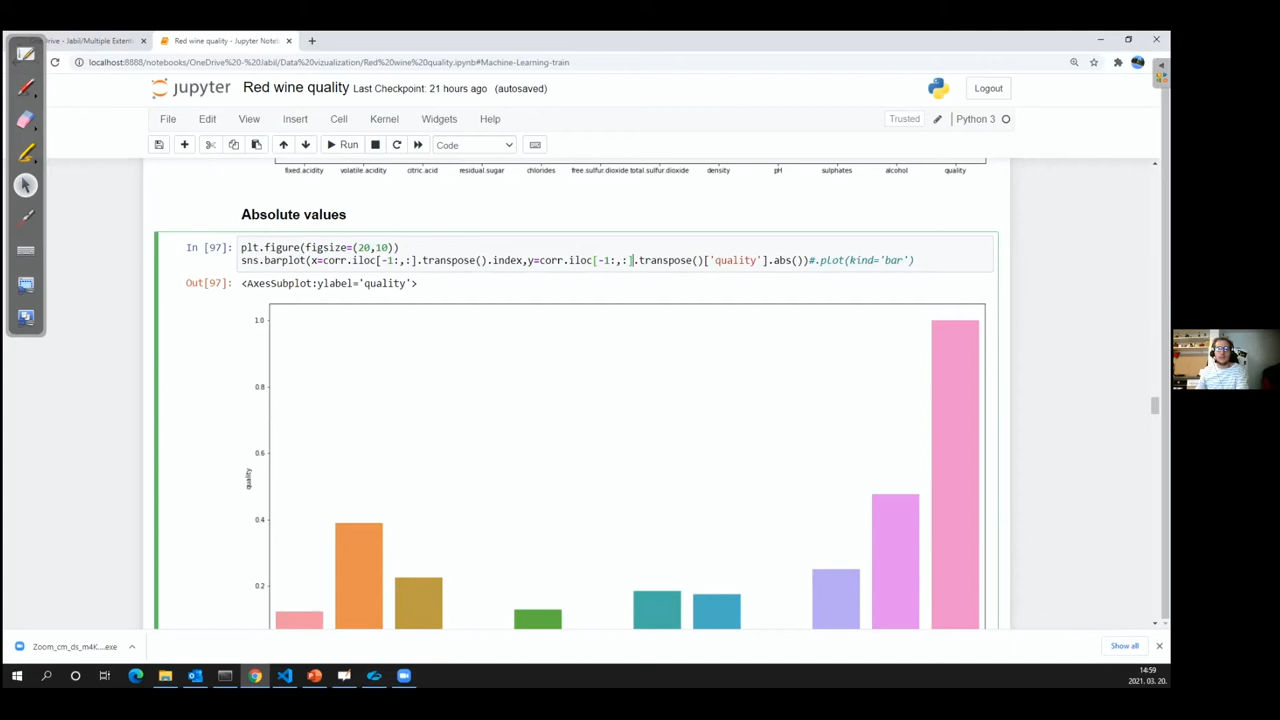 Drive - Jabil/Multiple Extent
Red wine quality - Jupyter Noteb
localhost:8888/notebooks/OneDrive%20-%20Jabil/Data%20vizualization/Red%20wine%20quality.ipynb#Machine-Learning-train
jupyter Red wine quality Last Checkpoint: 21 hours ago (autosaved)
Logout
File Edit View Insert Cell Kernel Widgets Help
Trusted
Python 3
Run
Code
fixed.acidity volatile.acidity citric.acid residual.sugar chlorides free.sulfur.dioxide total.sulfur.dioxide density pH sulphates alcohol quality
Absolute values
In [97]: plt.figure(figsize=(20,10))
sns.barplot(x=corr.iloc[-1:,:].transpose().index,y=corr.iloc[-1:,:].transpose()['quality'].abs())#.plot(kind='bar')
Out[97]: <AxesSubplot:ylabel='quality'>
1.0
0.8
0.6
quality
0.4
0.2
Zoom_cm_ds_m4K....exe
Show all
14:59
2021. 03. 20.